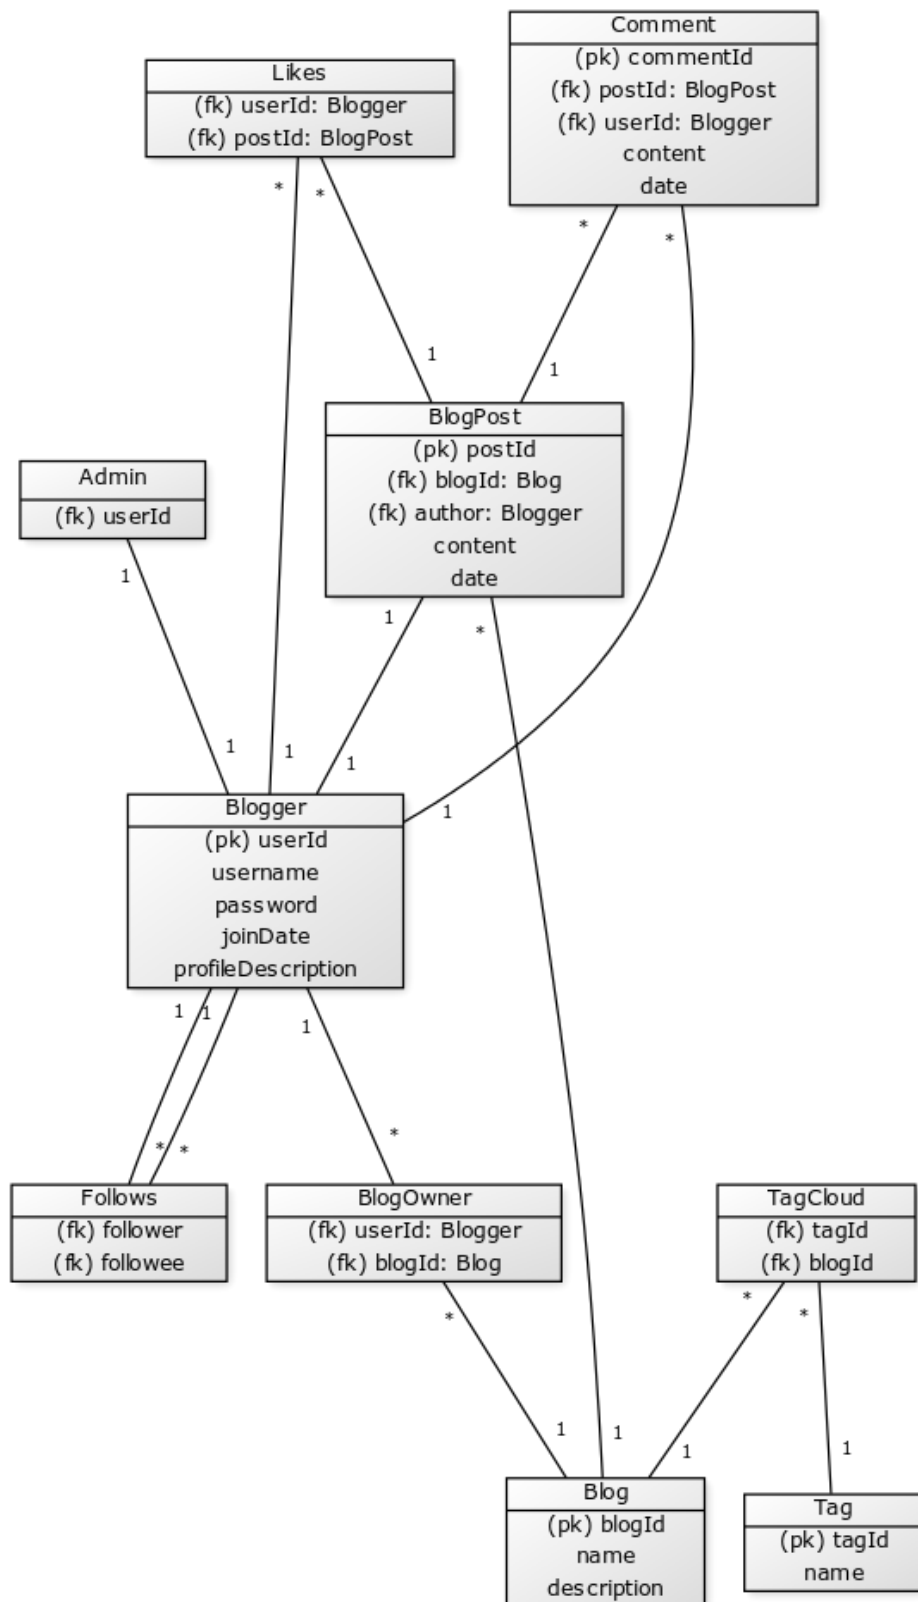 Comment
(pk) commentId
(fk) postId: BlogPost
(fk) userId: Blogger
content
date
Likes
(fk) userId: Blogger
(fk) postId: BlogPost
*
*
*
*
1
1
BlogPost
(pk) postId
(fk) blogId: Blog
(fk) author: Blogger
content
date
Admin
(fk) userId
1
1
*
1
1
1
1
Blogger
(pk) userId
username
password
joinDate
profileDescription
1
1
1
*
*
*
Follows
(fk) follower
(fk) followee
BlogOwner
(fk) userId: Blogger
(fk) blogId: Blog
TagCloud
(fk) tagId
(fk) blogId
*
*
*
1
1
1
1
Blog
(pk) blogId
name
description
Tag
(pk) tagId
name